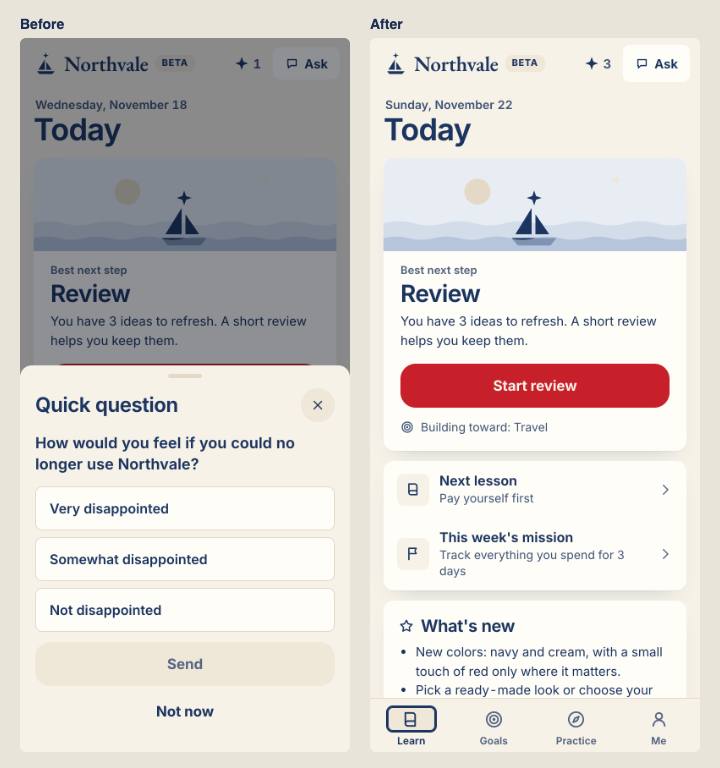 Before
Northvale BETA 1 Ask
Wednesday, November 18
Today
Best next step
Review
You have 3 ideas to refresh. A short review
helps you keep them.
Quick question
How would you feel if you could no
longer use Northvale?
Very disappointed
Somewhat disappointed
Not disappointed
Send
Not now
After
Northvale BETA 3 Ask
Sunday, November 22
Today
Best next step
Review
You have 3 ideas to refresh. A short review
helps you keep them.
Start review
Building toward: Travel
Next lesson
Pay yourself first
This week's mission
Track everything you spend for 3
days
What's new
• New colors: navy and cream, with a small
touch of red only where it matters.
• Pick a ready-made look or choose your
Learn Goals Practice Me